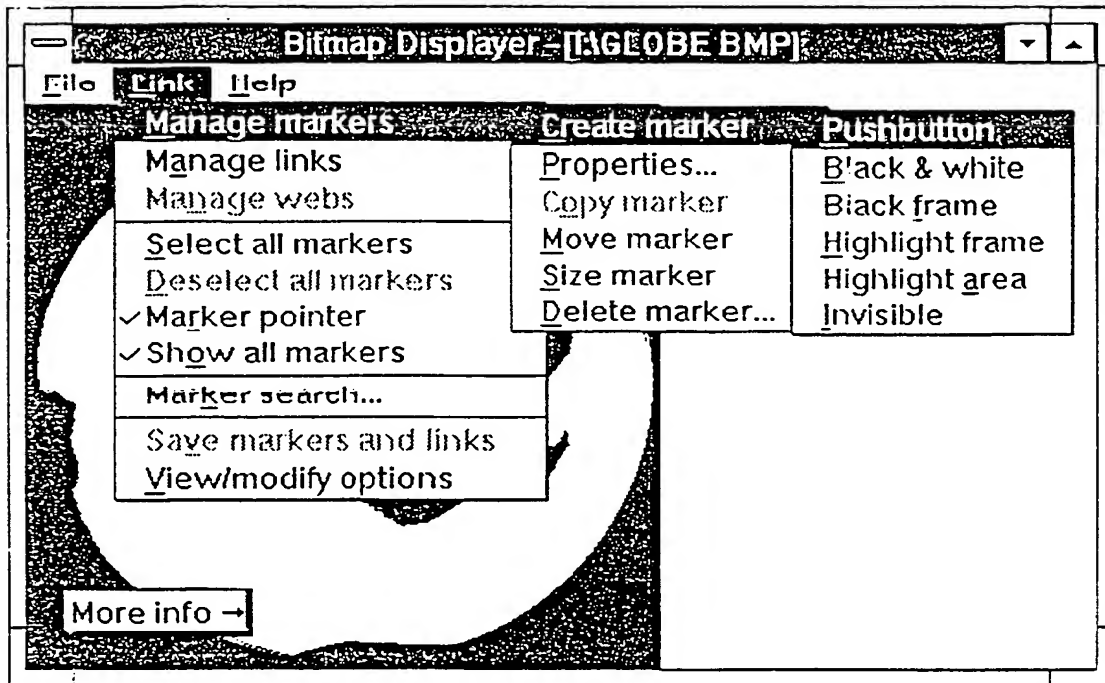 Bitmap Displayer - [I:\GLOBE BMP]
File Link Help
Manage markers
Manage links
Manage webs
Select all markers
Deselect all markers
✓ Marker pointer
✓ Show all markers
Marker search...
Save markers and links
View/modify options
Create marker
Properties...
Copy marker
Move marker
Size marker
Delete marker...
Pushbutton
Black & white
Black frame
Highlight frame
Highlight area
Invisible
More info →